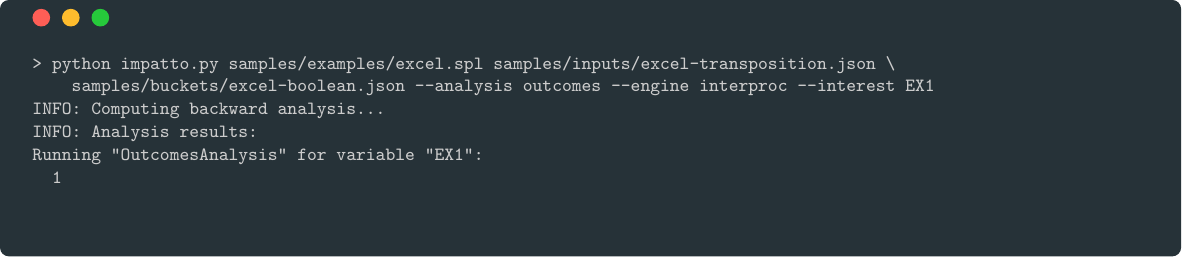 > python impatto.py samples/examples/excel.spl samples/inputs/excel-transposition.json \
samples/buckets/excel-boolean.json --analysis outcomes --engine interproc --interest EX1
INFO: Computing backward analysis...
INFO: Analysis results:
Running "OutcomesAnalysis" for variable "EX1":
1